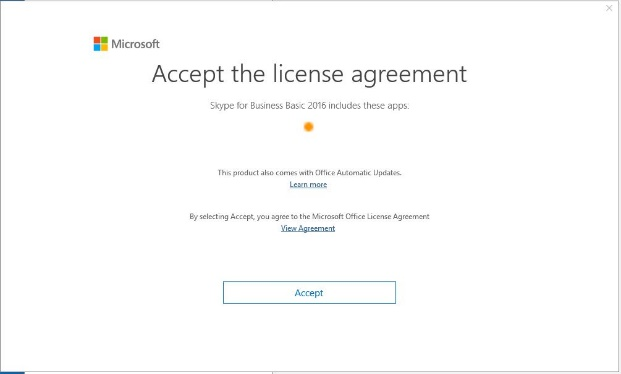 Microsoft
Accept the license agreement
Skype for Business Basic 2016 includes these apps:
This product also comes with Office Automatic Updates.
Learn more
By selecting Accept, you agree to the Microsoft Office License Agreement
View Agreement
Accept